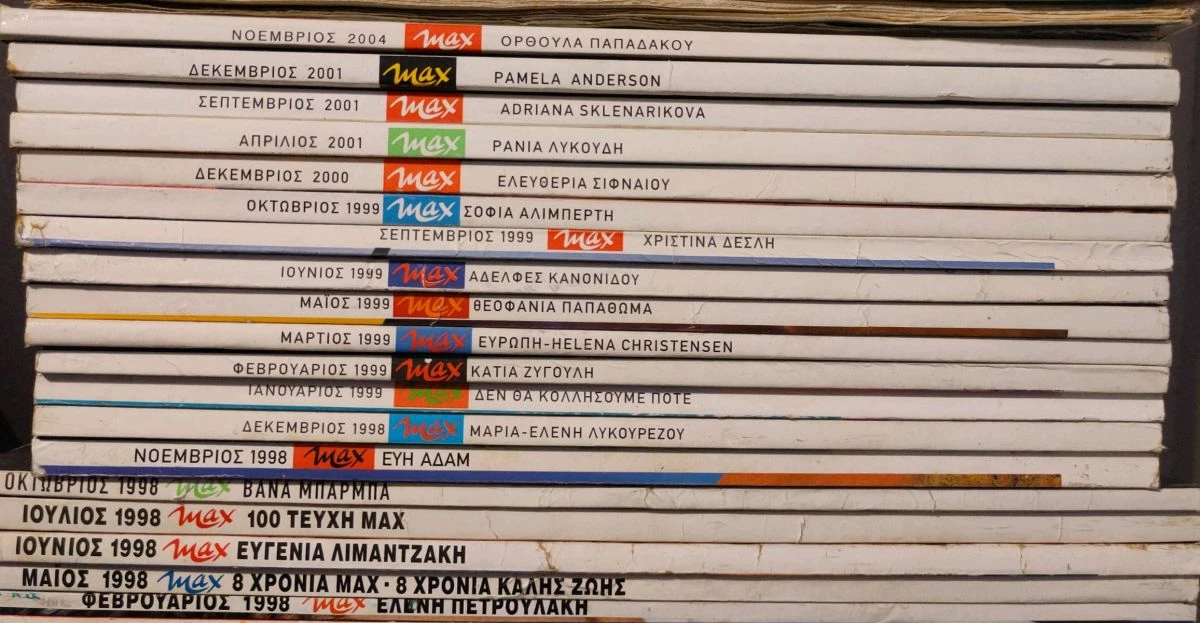 ΝΟΕΜΒΡΙΟΣ 2004 max ΟΡΘΟΥΛΑ ΠΑΠΑΔΑΚΟΥ
ΔΕΚΕΜΒΡΙΟΣ 2001 max PAMELA ANDERSON
ΣΕΠΤΕΜΒΡΙΟΣ 2001 max ADRIANA SKLENARIKOVA
ΑΠΡΙΛΙΟΣ 2001 max ΡΑΝΙΑ ΛΥΚΟΥΔΗ
ΔΕΚΕΜΒΡΙΟΣ 2000 max ΕΛΕΥΘΕΡΙΑ ΣΙΦΝΑΙΟΥ
ΟΚΤΩΒΡΙΟΣ 1999 max ΣΟΦΙΑ ΑΛΙΜΠΕΡΤΗ
ΣΕΠΤΕΜΒΡΙΟΣ 1999 max ΧΡΙΣΤΙΝΑ ΔΕΣΛΗ
ΙΟΥΝΙΟΣ 1999 max ΑΔΕΛΦΕΣ ΚΑΝΟΝΙΔΟΥ
ΜΑΪΟΣ 1999 max ΘΕΟΦΑΝΙΑ ΠΑΠΑΘΩΜΑ
ΜΑΡΤΙΟΣ 1999 max ΕΥΡΩΠΗ-HELENA CHRISTENSEN
ΦΕΒΡΟΥΑΡΙΟΣ 1999 max ΚΑΤΙΑ ΖΥΓΟΥΛΗ
ΙΑΝΟΥΑΡΙΟΣ 1999 max ΔΕΝ ΘΑ ΚΟΛΛΗΣΟΥΜΕ ΠΟΤΕ
ΔΕΚΕΜΒΡΙΟΣ 1998 max ΜΑΡΙΑ-ΕΛΕΝΗ ΛΥΚΟΥΡΕΖΟΥ
ΝΟΕΜΒΡΙΟΣ 1998 max ΕΥΗ ΑΔΑΜ
ΟΚΤΩΒΡΙΟΣ 1998 max ΒΑΝΑ ΜΠΑΡΜΠΑ
ΙΟΥΛΙΟΣ 1998 max 100 ΤΕΥΧΗ ΜΑΧ
ΙΟΥΝΙΟΣ 1998 max ΕΥΓΕΝΙΑ ΛΙΜΑΝΤΖΑΚΗ
ΜΑΪΟΣ 1998 max 8 ΧΡΟΝΙΑ ΜΑΧ · 8 ΧΡΟΝΙΑ ΚΑΛΗΣ ΖΩΗΣ
ΦΕΒΡΟΥΑΡΙΟΣ 1998 max ΕΛΕΝΗ ΠΕΤΡΟΥΛΑΚΗ